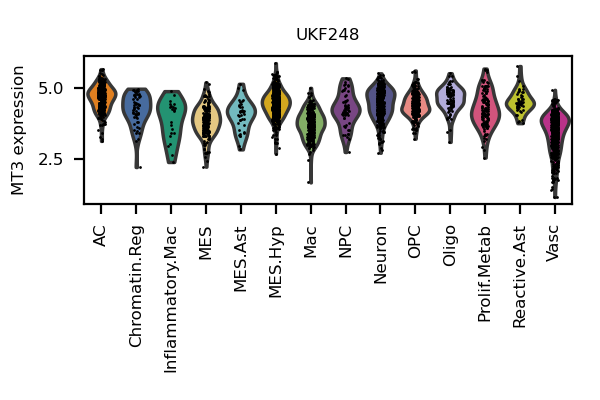 UKF248
MT3 expression
5.0
2.5
AC
Chromatin.Reg
Inflammatory.Mac
MES
MES.Ast
MES.Hyp
Mac
NPC
Neuron
OPC
Oligo
Prolif.Metab
Reactive.Ast
Vasc